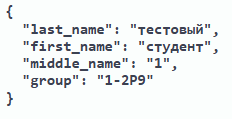 {
"last_name": "тестовый",
"first_name": "студент",
"middle_name": "1",
"group": "1-2P9"
}